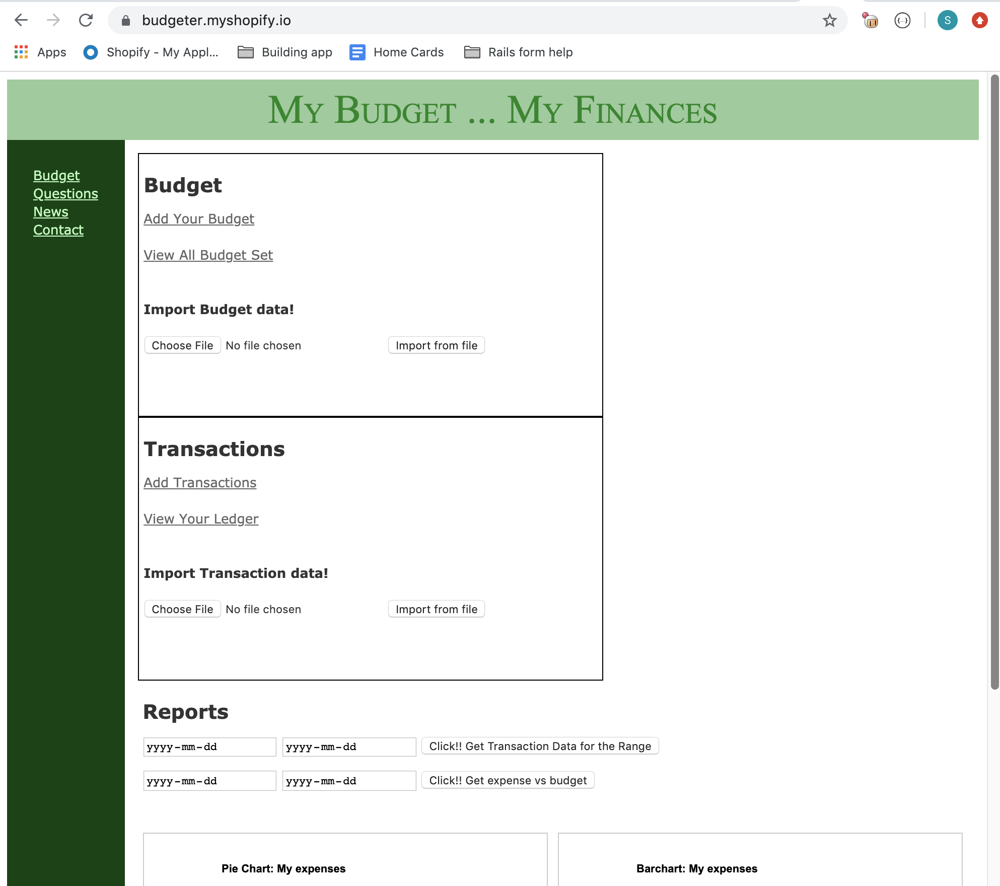 budgeter.myshopify.io
S
Apps Shopify - My Appl... Building app Home Cards Rails form help
My Budget ... My Finances
Budget
Questions
News
Contact
Budget
Add Your Budget
View All Budget Set
Import Budget data!
Choose File No file chosen Import from file
Transactions
Add Transactions
View Your Ledger
Import Transaction data!
Choose File No file chosen Import from file
Reports
yyyy-mm-dd yyyy-mm-dd Click!! Get Transaction Data for the Range
yyyy-mm-dd yyyy-mm-dd Click!! Get expense vs budget
Pie Chart: My expenses Barchart: My expenses